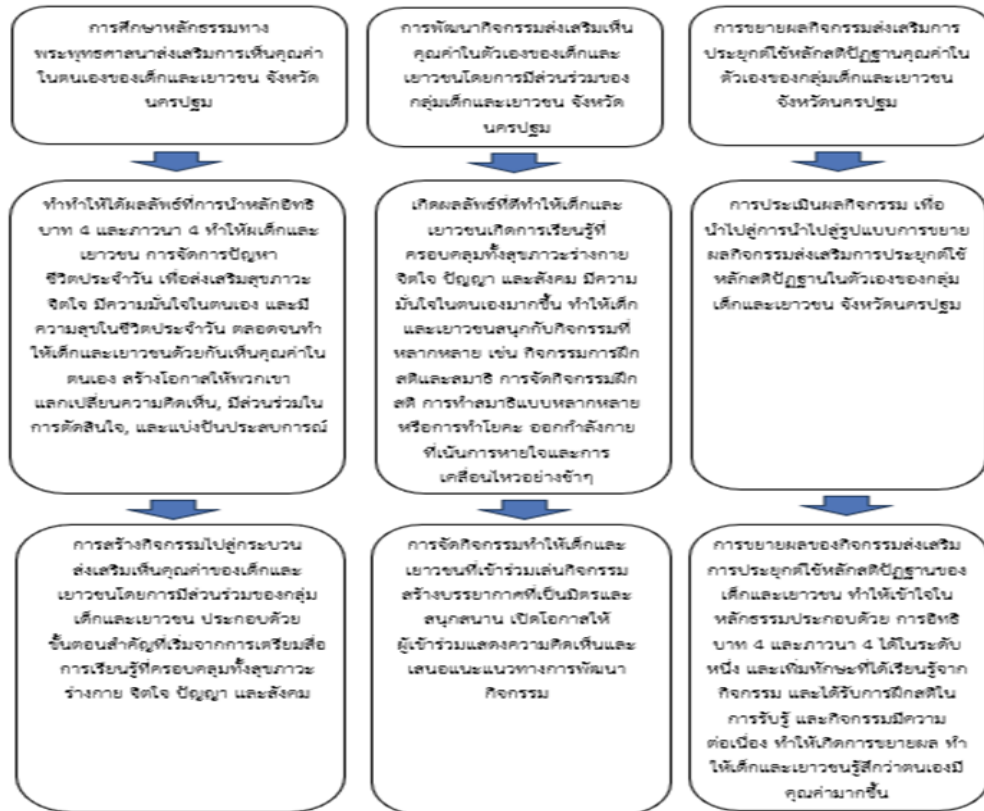 การศึกษาหลักธรรมทาง
พระพุทธศาสนาส่งเสริมการเห็นคุณค่า
ในตนเองของเด็กและเยาวชน จังหวัด
นครปฐม
การพัฒนากิจกรรมส่งเสริมเห็น
คุณค่าในตัวเองของเด็กและ
เยาวชนโดยการมีส่วนร่วมของ
กลุ่มเด็กและเยาวชน จังหวัด
นครปฐม
การขยายผลกิจกรรมส่งเสริมการ
ประยุกต์ใช้หลักสติปัฏฐานคุณค่าใน
ตัวเองของกลุ่มเด็กและเยาวชน
จังหวัดนครปฐม
ทำทำให้ได้ผลลัพธ์ที่การนำหลักอิทธิ
บาท 4 และภาวนา 4 ทำให้ผเด็กและ
เยาวชน การจัดการปัญหา
ชีวิตประจำวัน เพื่อส่งเสริมสุขภาวะ
จิตใจ มีความมั่นใจในตนเอง และมี
ความสุขในชีวิตประจำวัน ตลอดจนทำ
ให้เด็กและเยาวชนด้วยกันเห็นคุณค่าใน
ตนเอง สร้างโอกาสให้พวกเขา
แลกเปลี่ยนความคิดเห็น, มีส่วนร่วมใน
การตัดสินใจ, และแบ่งปันประสบการณ์
เกิดผลลัพธ์ที่ดีทำให้เด็กและ
เยาวชนเกิดการเรียนรู้ที่
ครอบคลุมทั้งสุขภาวะร่างกาย
จิตใจ ปัญญา และสังคม มีความ
มั่นใจในตนเองมากขึ้น ทำให้เด็ก
และเยาวชนสนุกกับกิจกรรมที่
หลากหลาย เช่น กิจกรรมการฝึก
สติและสมาธิ การจัดกิจกรรมฝึก
สติ การทำสมาธิแบบหลากหลาย
หรือการทำโยคะ ออกกำลังกาย
ที่เน้นการหายใจและการ
เคลื่อนไหวอย่างช้าๆ
การประเมินผลกิจกรรม เพื่อ
นำไปสู่การนำไปสู่รูปแบบการขยาย
ผลกิจกรรมส่งเสริมการประยุกต์ใช้
หลักสติปัฏฐานในตัวเองของกลุ่ม
เด็กและเยาวชน จังหวัดนครปฐม
การสร้างกิจกรรมไปสู่กระบวน
ส่งเสริมเห็นคุณค่าของเด็กและ
เยาวชนโดยการมีส่วนร่วมของกลุ่ม
เด็กและเยาวชน ประกอบด้วย
ขั้นตอนสำคัญที่เริ่มจากการเตรียมสื่อ
การเรียนรู้ที่ครอบคลุมทั้งสุขภาวะ
ร่างกาย จิตใจ ปัญญา และสังคม
การจัดกิจกรรมทำให้เด็กและ
เยาวชนที่เข้าร่วมเล่นกิจกรรม
สร้างบรรยากาศที่เป็นมิตรและ
สนุกสนาน เปิดโอกาสให้
ผู้เข้าร่วมแสดงความคิดเห็นและ
เสนอแนะแนวทางการพัฒนา
กิจกรรม
การขยายผลของกิจกรรมส่งเสริม
การประยุกต์ใช้หลักสติปัฏฐานของ
เด็กและเยาวชน ทำให้เข้าใจใน
หลักธรรมประกอบด้วย การอิทธิ
บาท 4 และภาวนา 4 ได้ในระดับ
หนึ่ง และเพิ่มทักษะที่ได้เรียนรู้จาก
กิจกรรม และได้รับการฝึกสติใน
การรับรู้ และกิจกรรมมีความ
ต่อเนื่อง ทำให้เกิดการขยายผล ทำ
ให้เด็กและเยาวชนรู้สึกว่าตนเองมี
คุณค่ามากขึ้น